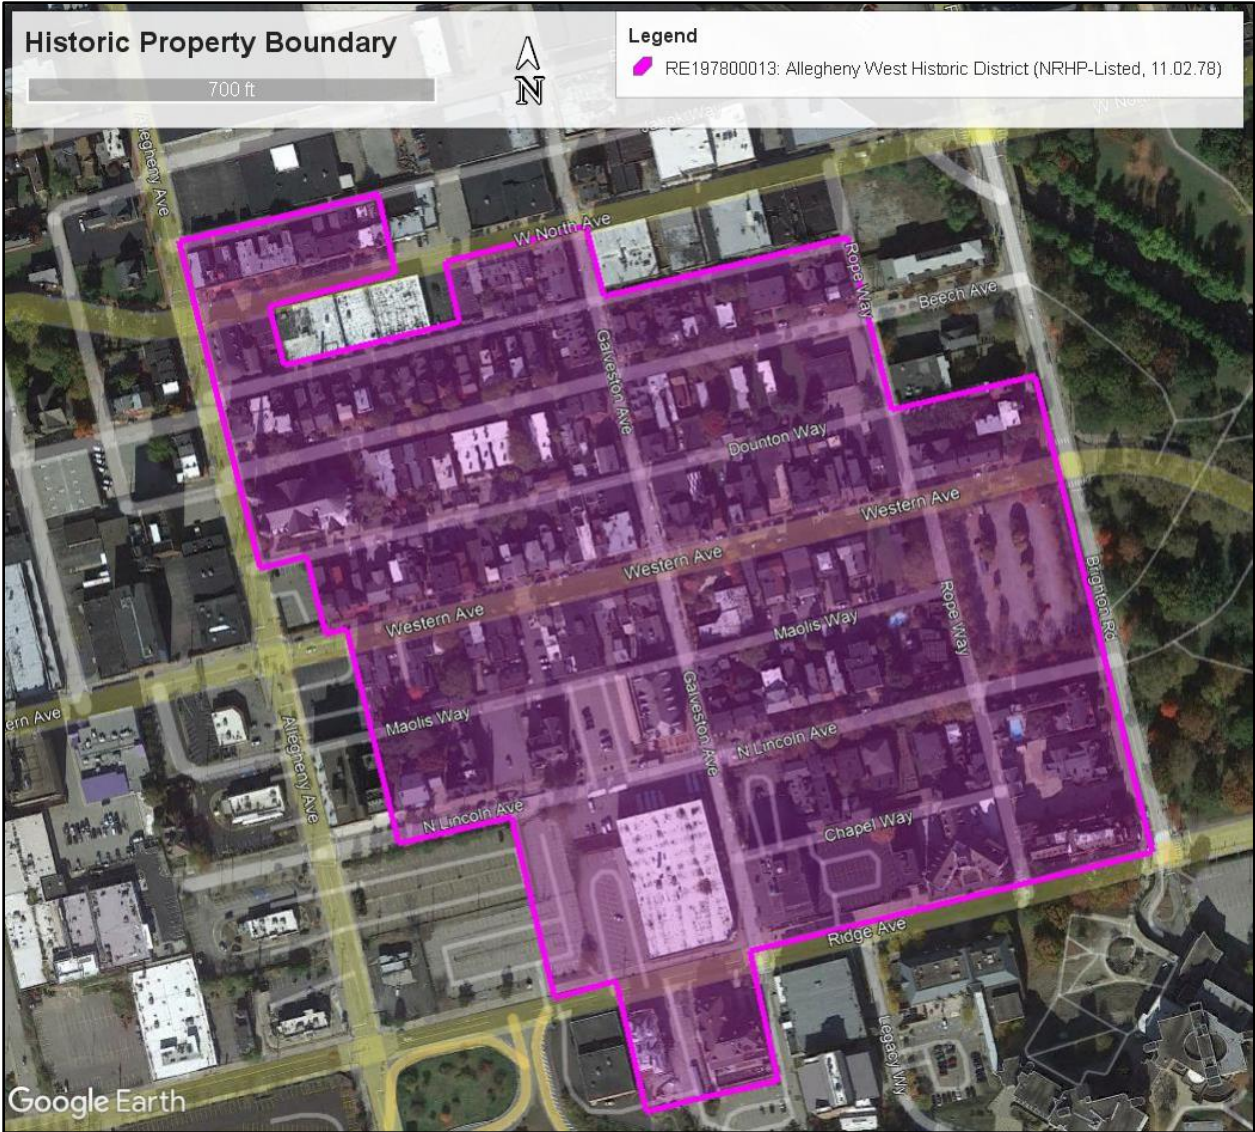 Historic Property Boundary
700 ft
N
Legend
RE197800013: Allegheny West Historic District (NRHP-Listed, 11.02.78)
W
Allegheny Ave
W North Ave
Rope Way
Beech Ave
Galveston Ave
Dounton Way
Western Ave
Western Ave
Western Ave
Brighton Rd
Rope Way
Maolis Way
Galveston Ave
Maolis Way
ern Ave
Allegheny Ave
N Lincoln Ave
N Lincoln Ave
Chapel Way
Ridge Ave
Legacy Wy
Google Earth